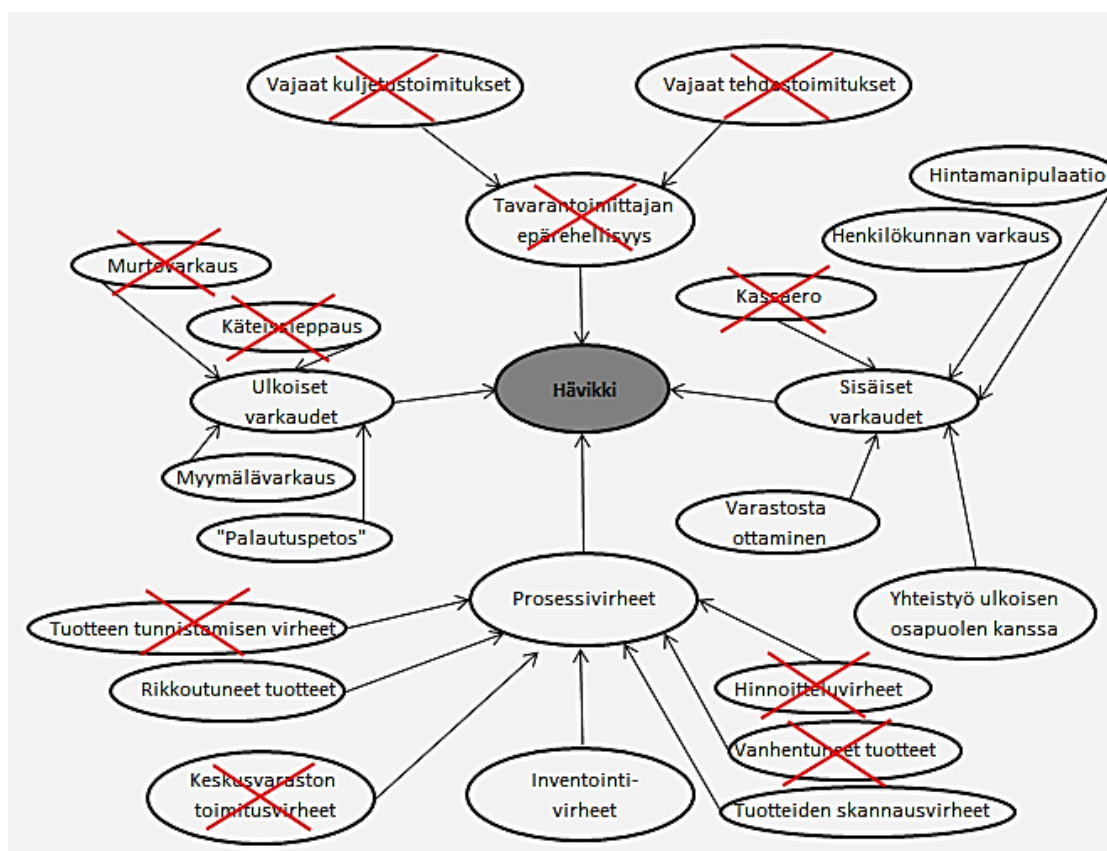 Vajaat kuljetustoimitukset
Vajaat tehdastoimitukset
Hintamanipulaatio
Tavarantoimittajan
epärehellisyys
Henkilökunnan varkaus
Murtovarkaus
Kassaero
Käteissieppaus
Ulkoiset
varkaudet
Hävikki
Sisäiset
varkaudet
Myymälävarkaus
"Palautuspetos"
Varastosta
ottaminen
Prosessivirheet
Yhteistyö ulkoisen
osapuolen kanssa
Tuotteen tunnistamisen virheet
Rikkoutuneet tuotteet
Hinnoitteluvirheet
Vanhentuneet tuotteet
Keskusvaraston
toimitusvirheet
Inventointi-
virheet
Tuotteiden skannausvirheet